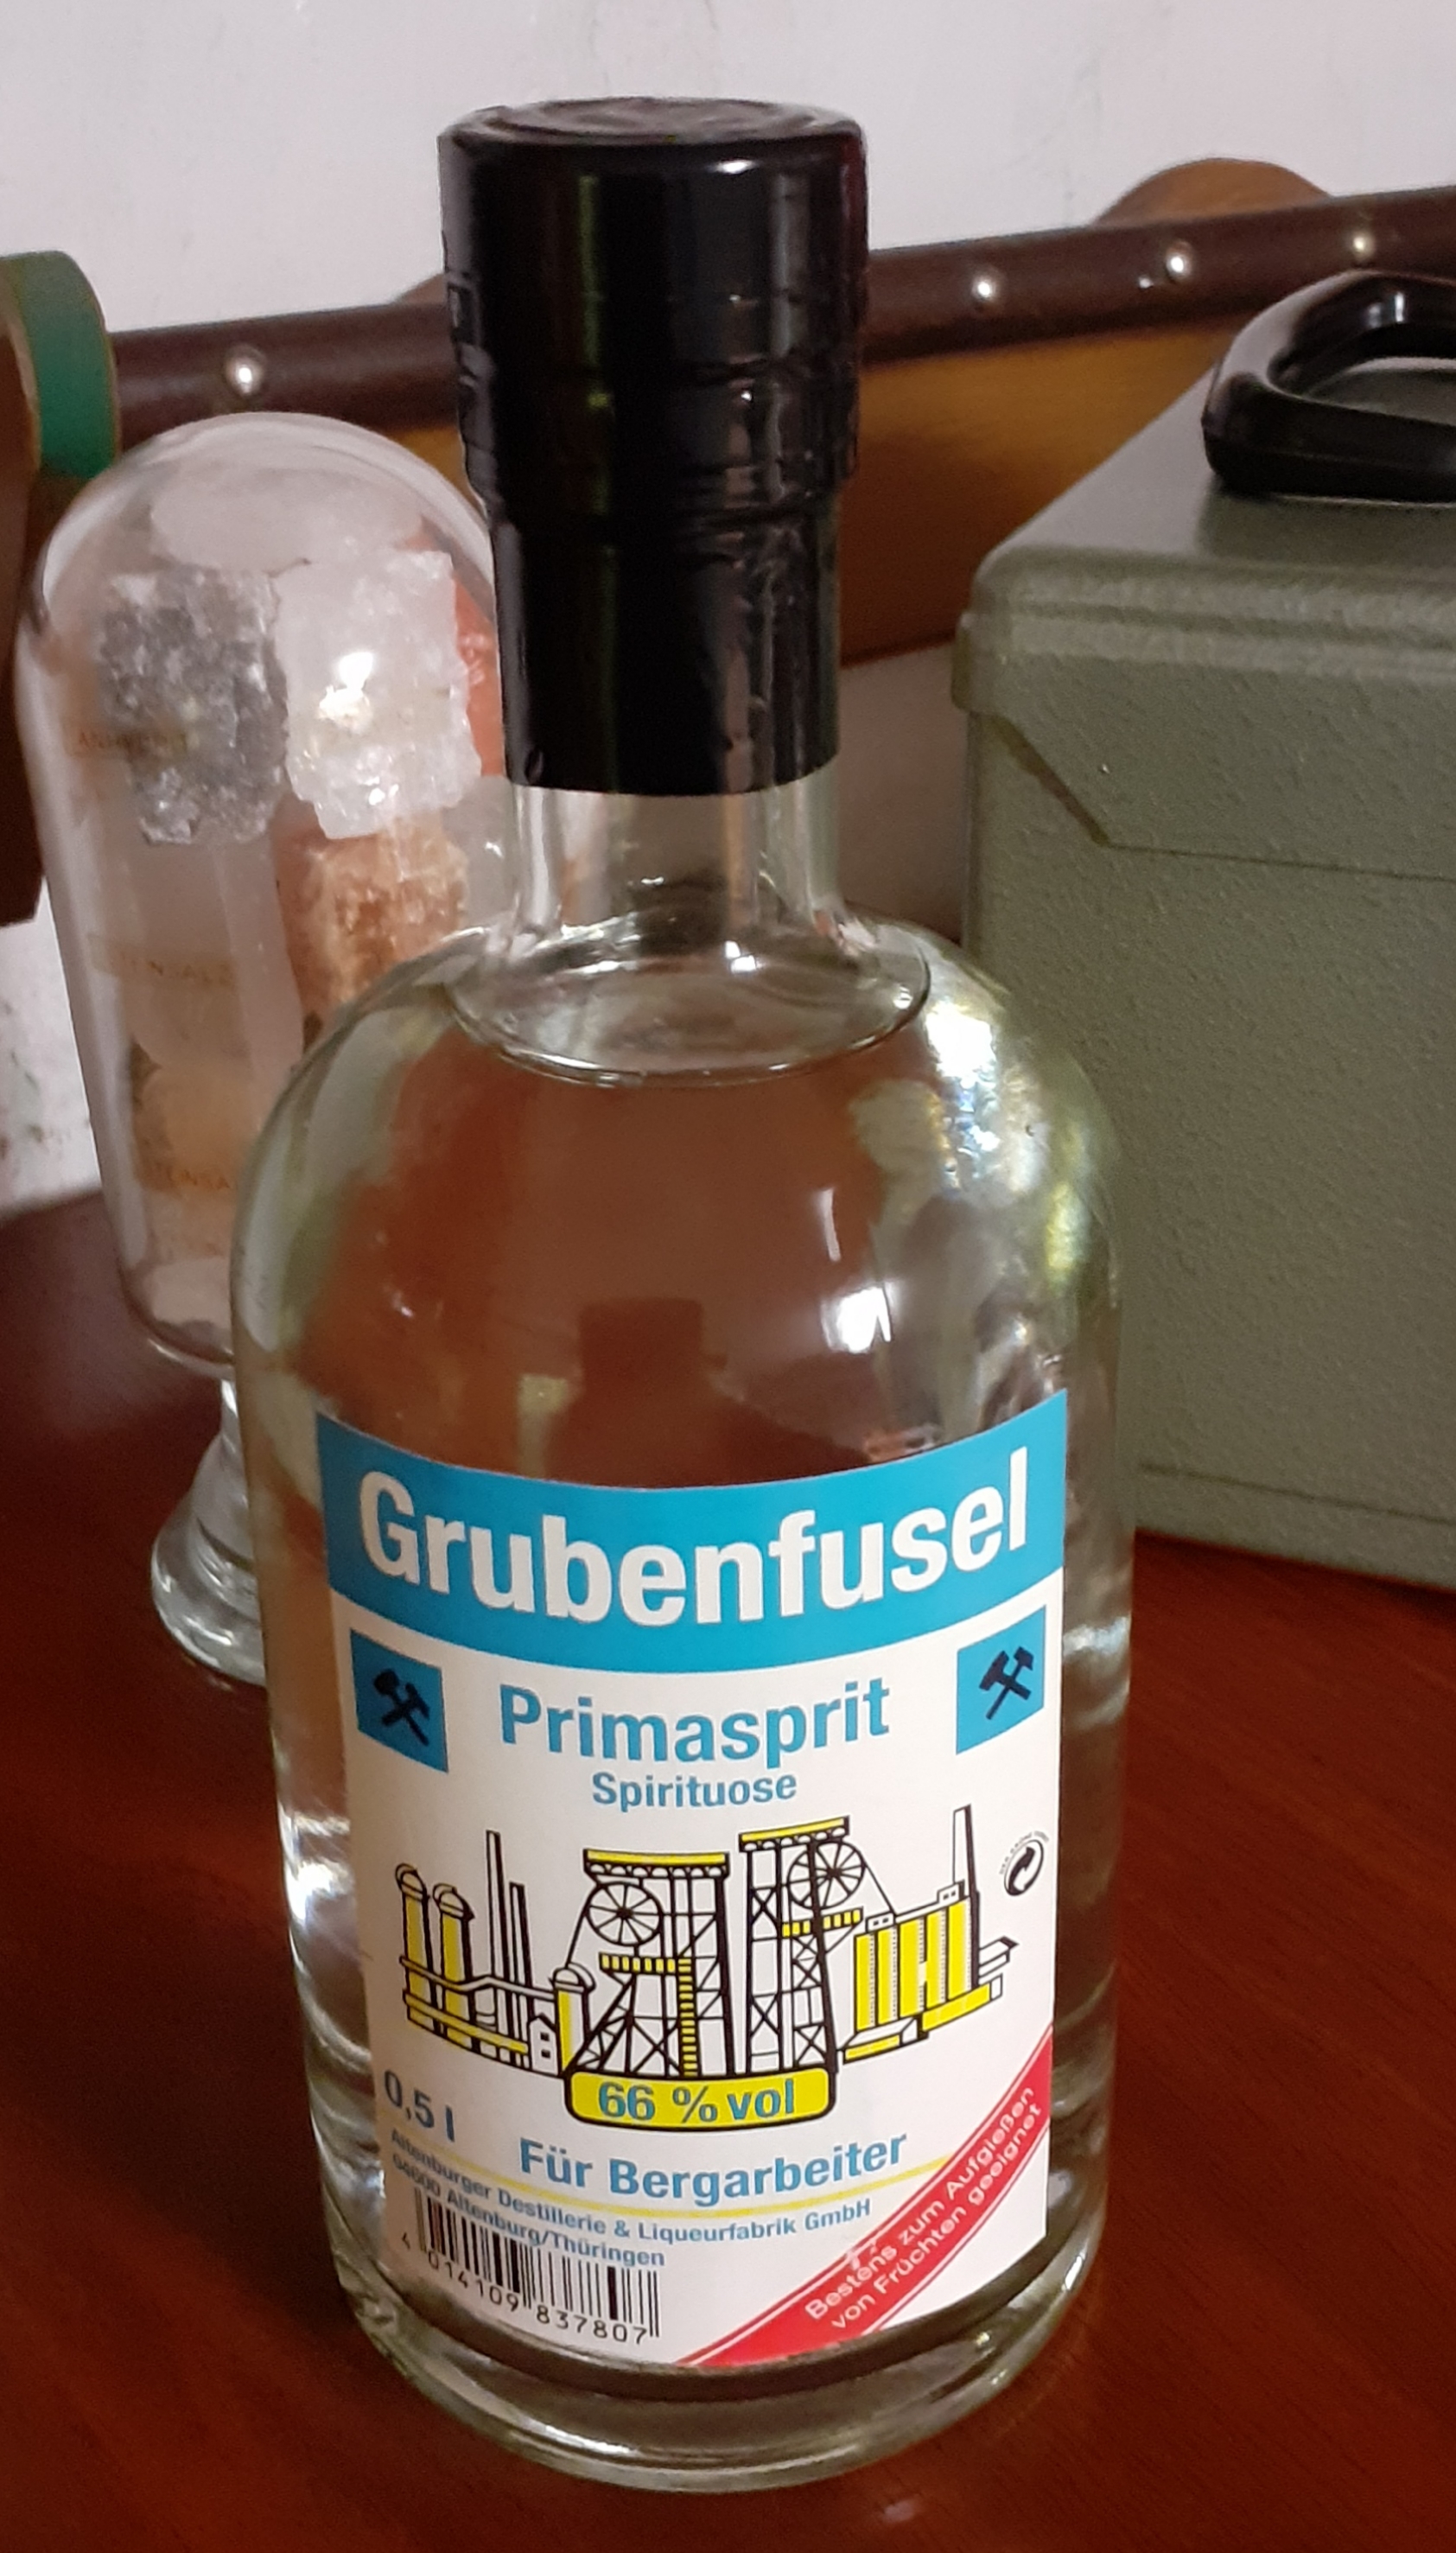 Grubenfusel
Primasprit
Spirituose
66 % vol
0,5 l
Für Bergarbeiter
Altenburger Destillerie & Liqueurfabrik GmbH
04600 Altenburg/Thüringen
4 014109 837807
Bestens zum Aufgießen
von Früchten geeignet